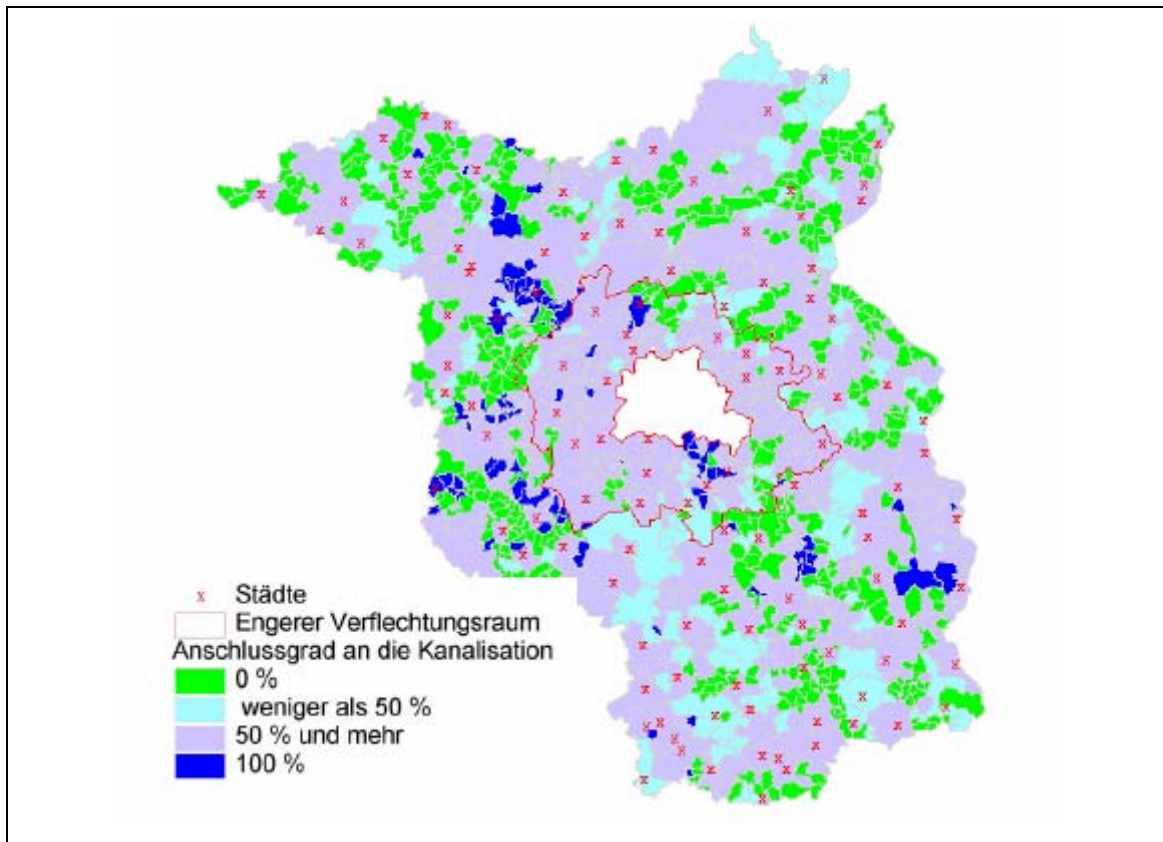 x Städte
Engerer Verflechtungsraum
Anschlussgrad an die Kanalisation
0 %
weniger als 50 %
50 % und mehr
100 %